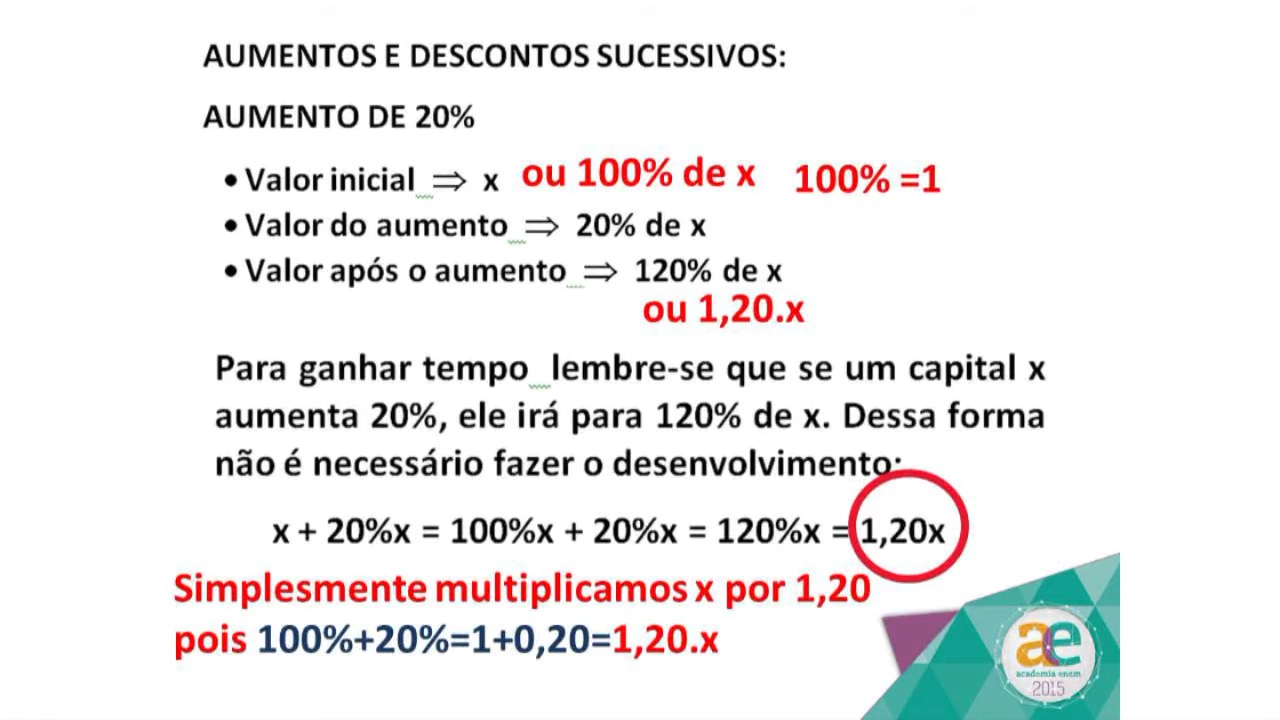 AUMENTOS E DESCONTOS SUCESSIVOS:
AUMENTO DE 20%
• Valor inicial ⇒ x ou 100% de x 100% =1
• Valor do aumento ⇒ 20% de x
• Valor após o aumento ⇒ 120% de x
ou 1,20.x
Para ganhar tempo lembre-se que se um capital x
aumenta 20%, ele irá para 120% de x. Dessa forma
não é necessário fazer o desenvolvimento:
x + 20%x = 100%x + 20%x = 120%x = 1,20x
Simplesmente multiplicamos x por 1,20
pois 100%+20%=1+0,20=1,20.x
ae
academia enem
2015